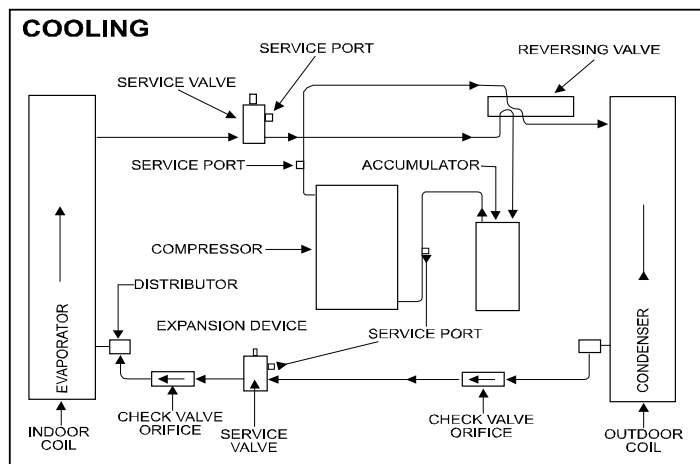 COOLING
SERVICE PORT
REVERSING VALVE
SERVICE VALVE
SERVICE PORT
ACCUMULATOR
COMPRESSOR
DISTRIBUTOR
EXPANSION DEVICE
SERVICE PORT
EVAPORATOR
CONDENSER
CHECK VALVE
ORIFICE
SERVICE
VALVE
CHECK VALVE
ORIFICE
INDOOR
COIL
OUTDOOR
COIL